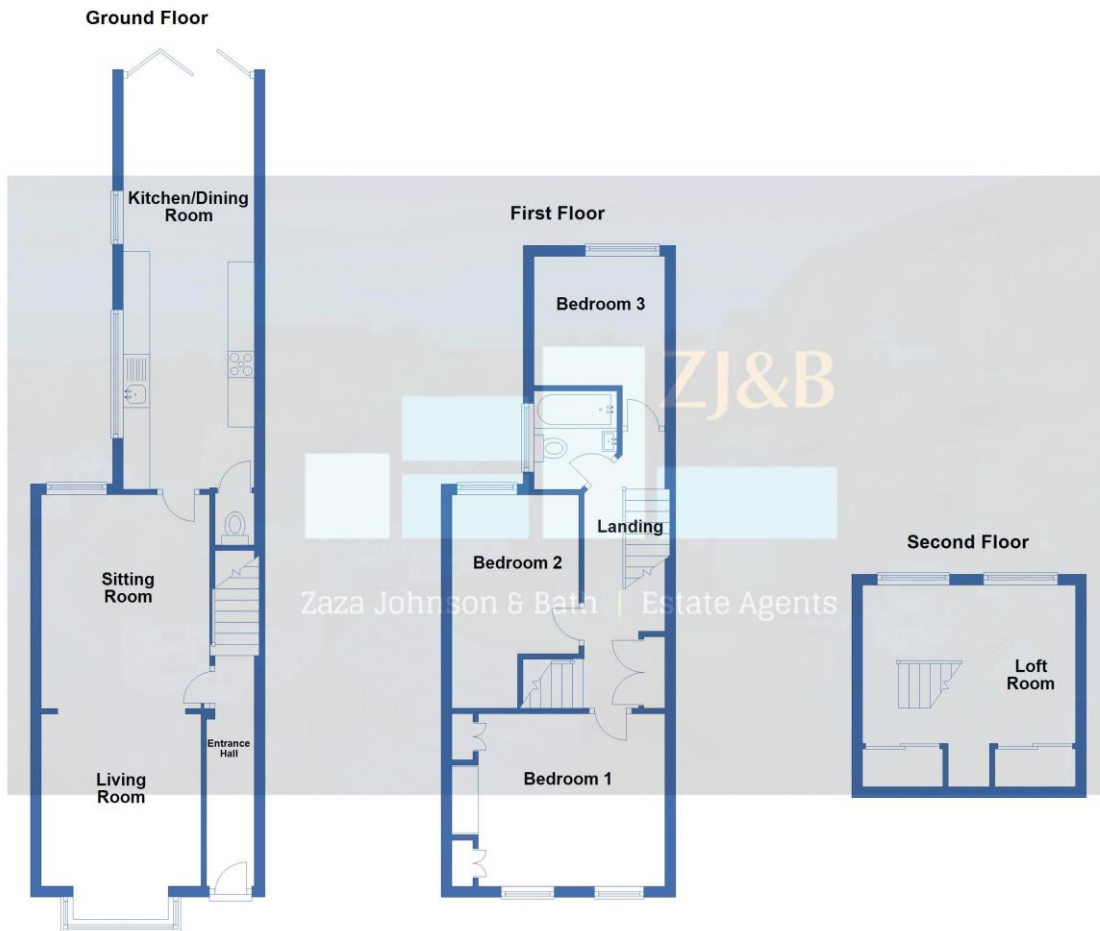 Ground Floor
Kitchen/Dining
Room
First Floor
Bedroom 3
ZJ&B
Landing
Bedroom 2
Second Floor
Sitting
Room
Zaza Johnson & Bath | Estate Agents
Loft
Room
Entrance
Hall
Living
Room
Bedroom 1